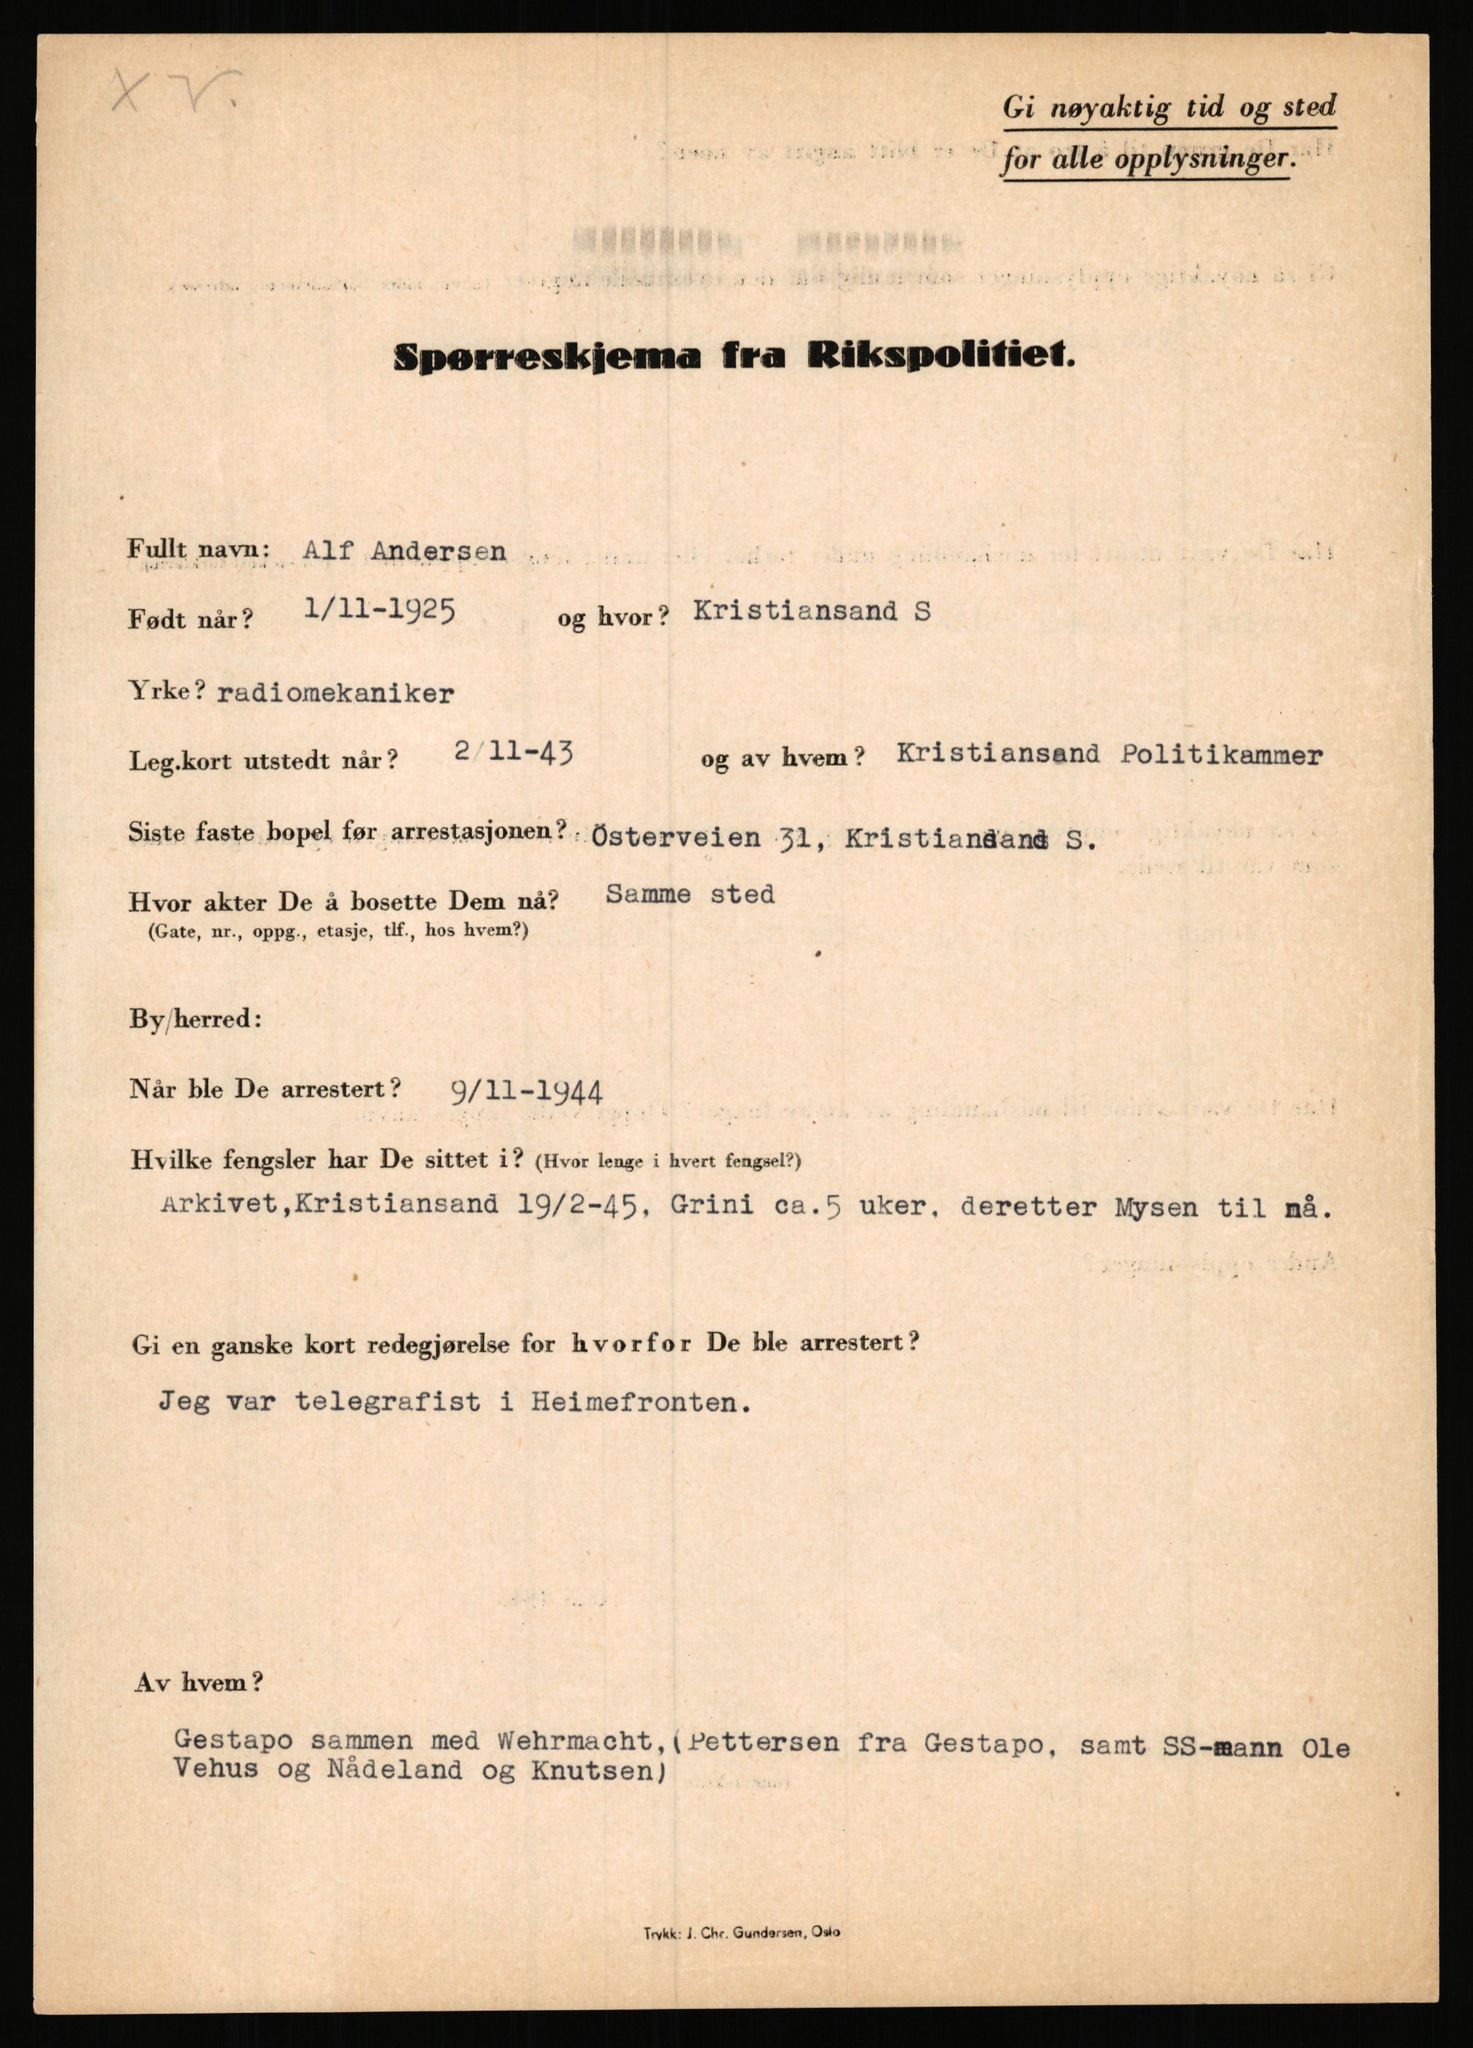 X V.
Gi nøyaktig tid og sted
for alle opplysninger.
Spørreskjema fra Rikspolitiet.
Fullt navn: Alf Andersen
Født når? 1/11-1925 og hvor? Kristiansand S
Yrke? radiomekaniker
Leg.kort utstedt når? 2/11-43 og av hvem? Kristiansand Politikammer
Siste faste bopel før arrestasjonen? Österveien 31, Kristiansand S.
Hvor akter De å bosette Dem nå? Samme sted
(Gate, nr., oppg., etasje, tlf., hos hvem?)
By/herred:
Når ble De arrestert? 9/11-1944
Hvilke fengsler har De sittet i? (Hvor lenge i hvert fengsel?)
Arkivet,Kristiansand 19/2-45, Grini ca.5 uker, deretter Mysen til nå.
Gi en ganske kort redegjørelse for hvorfor De ble arrestert?
Jeg var telegrafist i Heimefronten.
Av hvem?
Gestapo sammen med Wehrmacht,(Pettersen fra Gestapo, samt SS-mann Ole
Vehus og Nådeland og Knutsen)
Trykk: J. Chr. Gundersen, Oslo